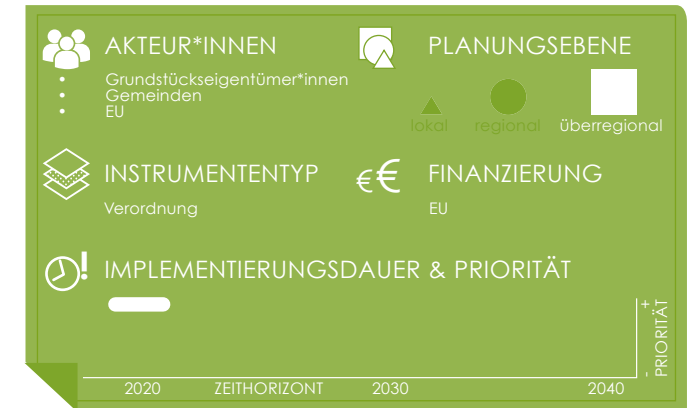 AKTEUR*INNEN
• Grundstückseigentümer*innen
• Gemeinden
• EU
PLANUNGSEBENE
lokal regional überregional
INSTRUMENTENTYP
Verordnung
€€ FINANZIERUNG
EU
! IMPLEMENTIERUNGSDAUER & PRIORITÄT
- PRIORITÄT +
2020 ZEITHORIZONT 2030 2040